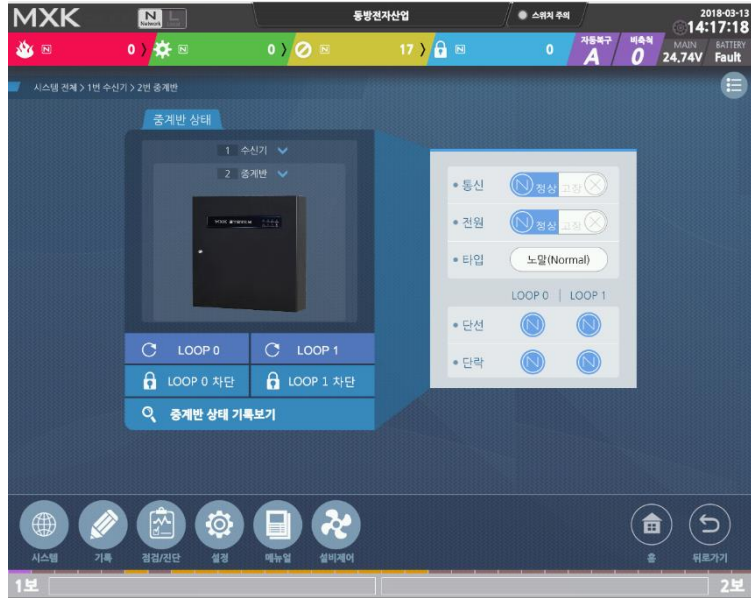 MXK
N
Network
L
동방전자산업
스위치 주의
2018-03-13
14:17:18
N 0
N 0
N 17
N 0
자동복구
A
비축척
0
MAIN
24.74V
BATTERY
Fault
시스템 전체 > 1번 수신기 > 2번 중계반
중계반 상태
1 수신기
2 중계반
• 통신 N 정상 고장
• 전원 N 정상 고장
• 타입 노말(Normal)
LOOP 0 | LOOP 1
• 단선 N N
• 단락 N N
LOOP 0
LOOP 1
LOOP 0 차단
LOOP 1 차단
중계반 상태 기록보기
시스템
기록
점검/진단
설정
메뉴얼
설비제어
홈
뒤로가기
1보
2보